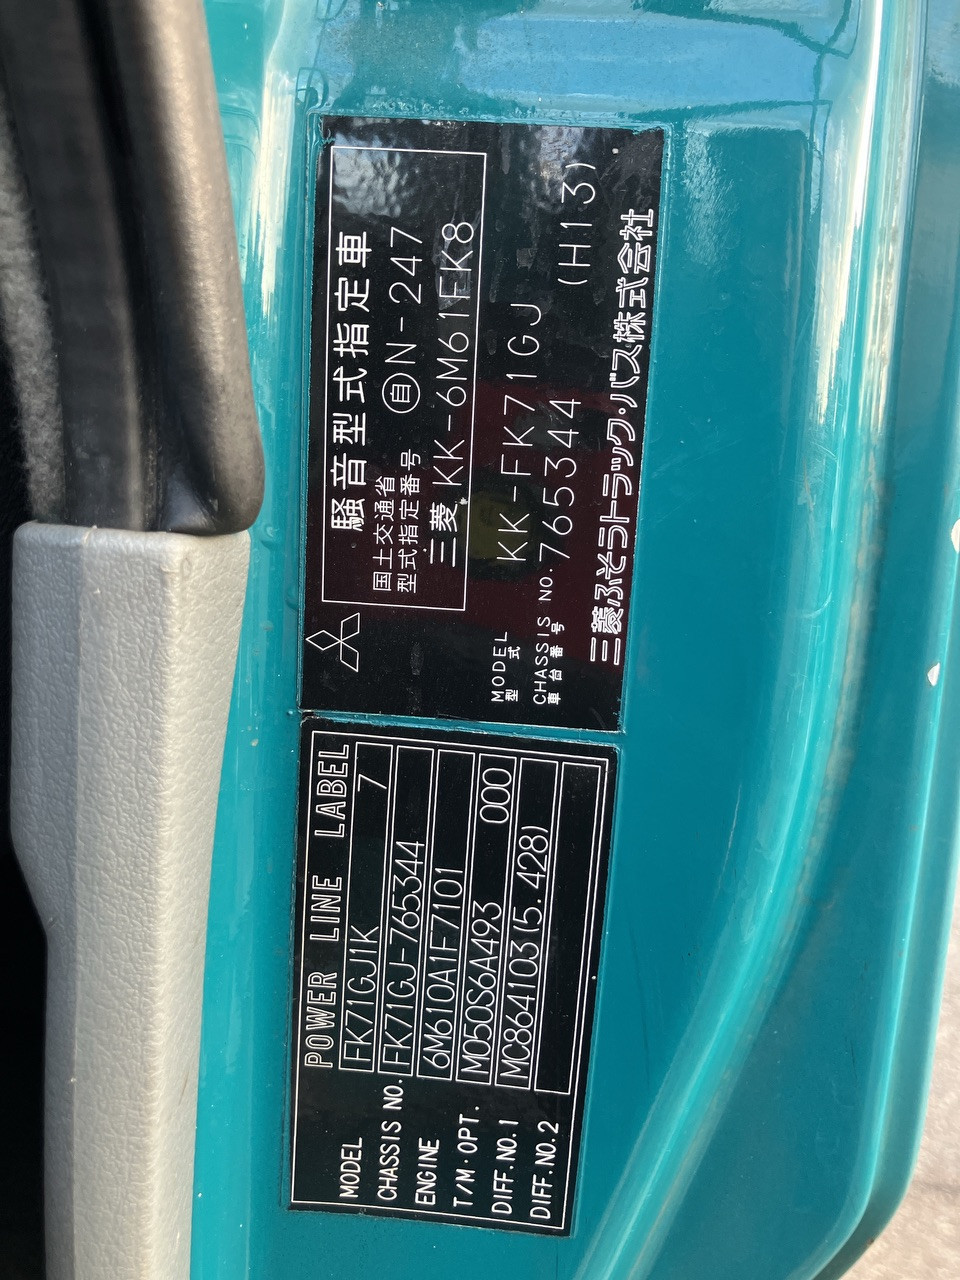 騒音型式指定車
国土交通省
型式指定番号 自N-247
三菱 KK-6M61EK8
MODEL
型式 KK-FK71GJ
CHASSIS NO.
車台番号 765344 (H13)
三菱ふそうトラック・バス株式会社
POWER LINE LABEL
MODEL FK71GJ1K 7
CHASSIS NO. FK71GJ-765344
ENGINE 6M610A1F7101
T/M·OPT. M050S6A493 000
DIFF.NO.1 MC864103(5.428)
DIFF.NO.2